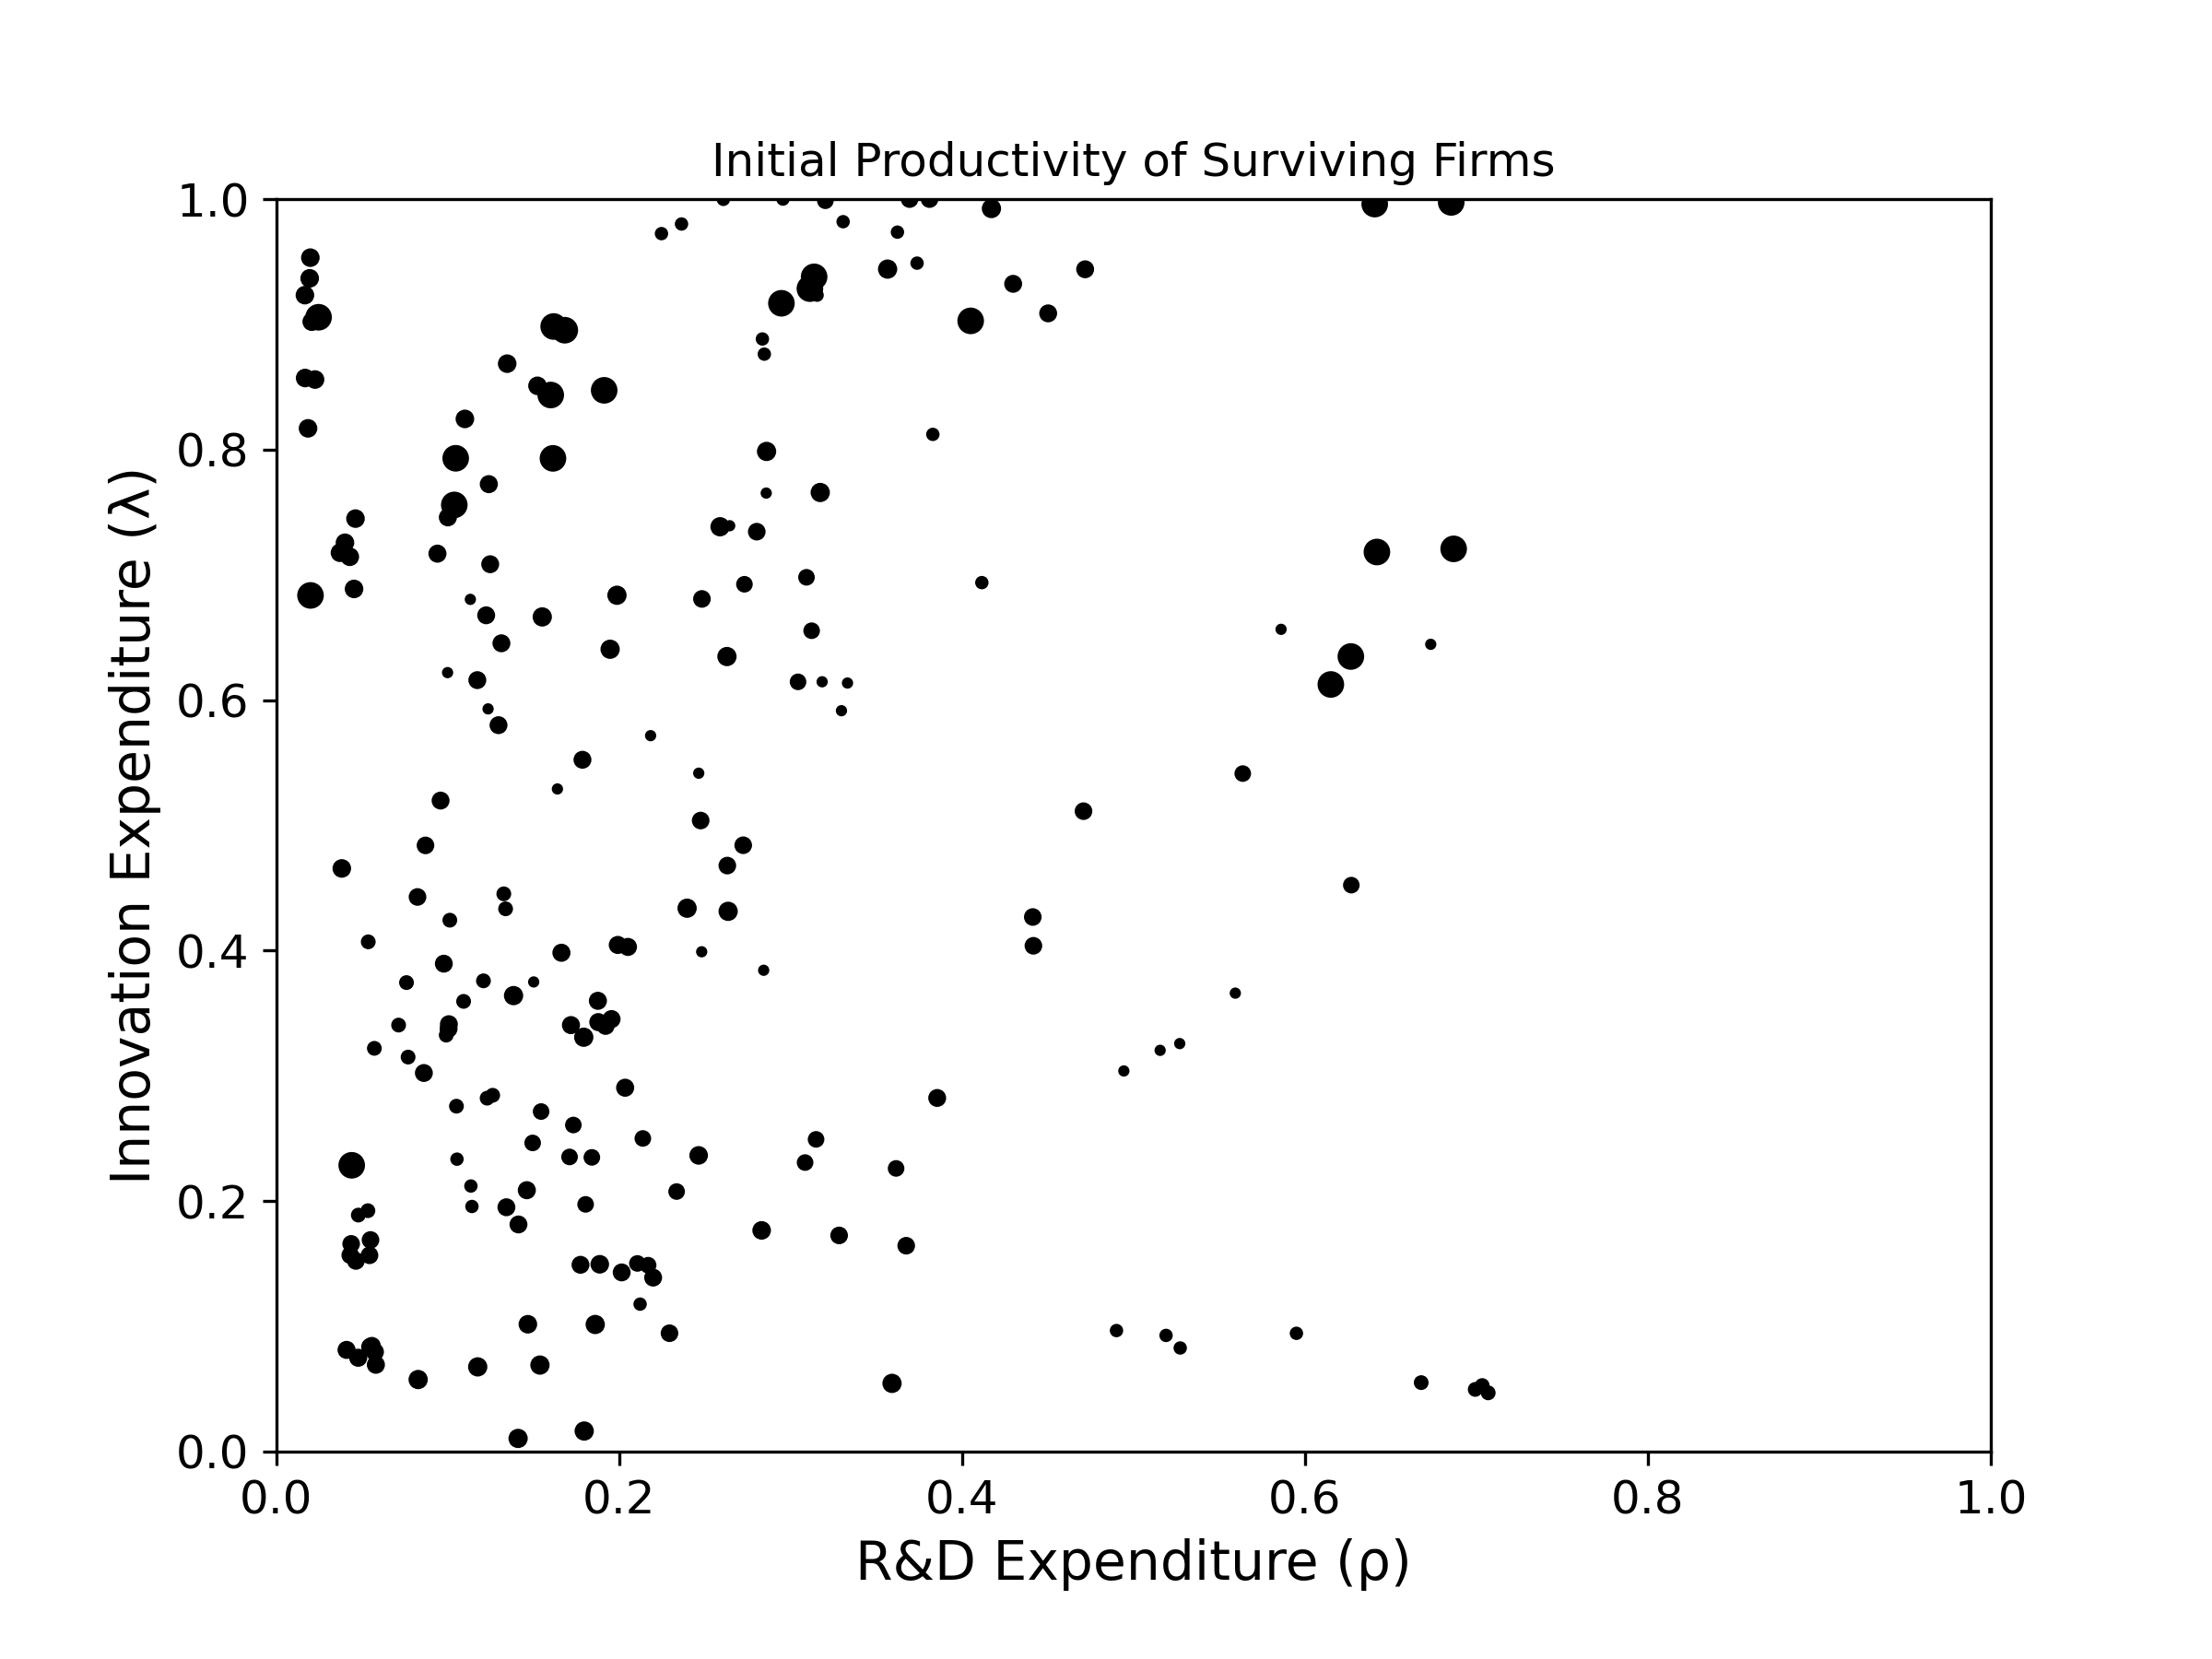 Initial Productivity of Surviving Firms
1.0
0.8
0.6
0.4
0.2
0.0
Innovation Expenditure (λ)
0.0 0.2 0.4 0.6 0.8 1.0
R&D Expenditure (ρ)